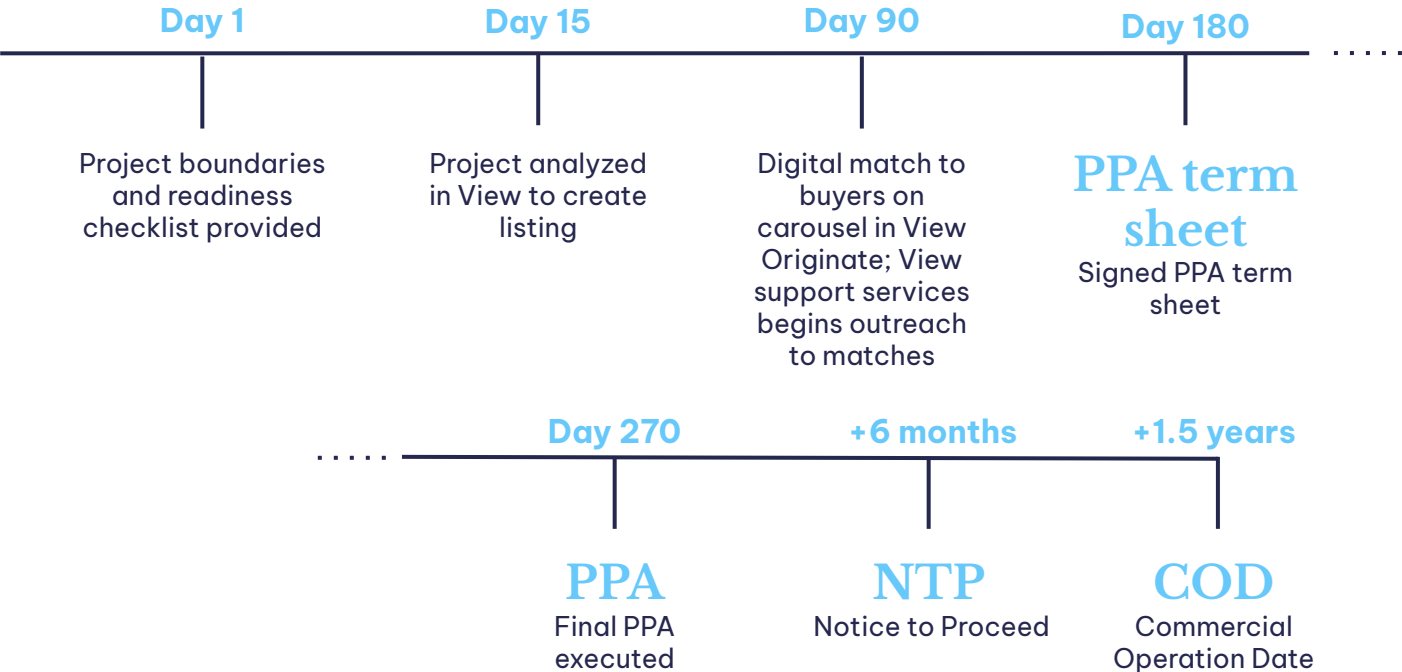 Day 1
Day 15
Day 90
Day 180
Project boundaries
and readiness
checklist provided
Project analyzed
in View to create
listing
Digital match to
buyers on
carousel in View
Originate; View
support services
begins outreach
to matches
PPA term
sheet
Signed PPA term
sheet
Day 270
+6 months
+1.5 years
PPA
Final PPA
executed
NTP
Notice to Proceed
COD
Commercial
Operation Date